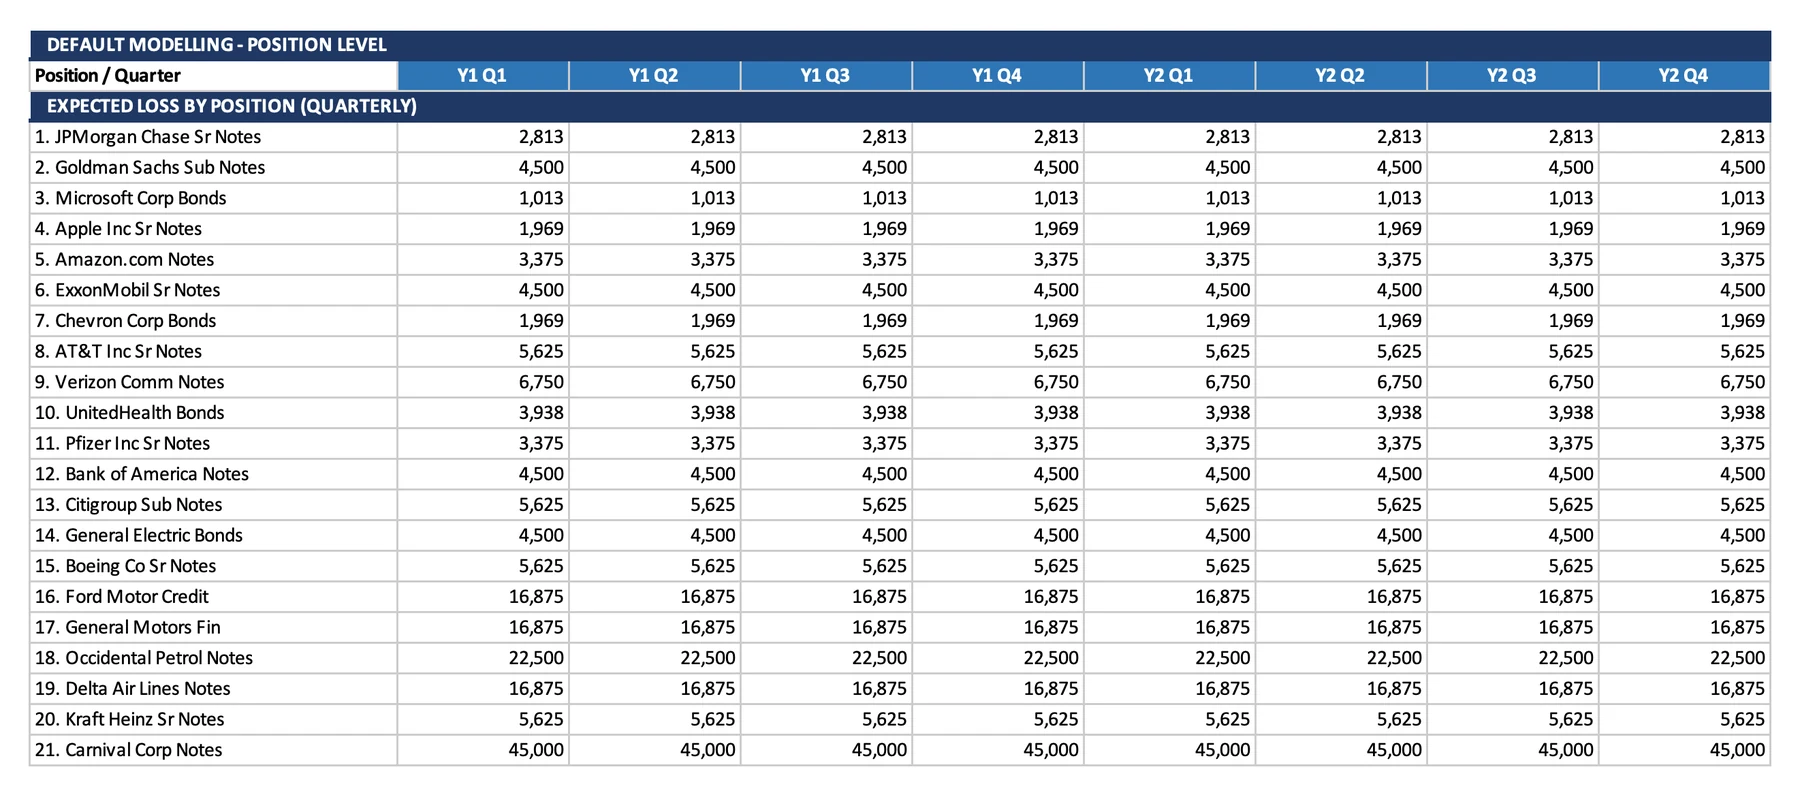 DEFAULT MODELLING - POSITION LEVEL
Position / Quarter Y1 Q1 Y1 Q2 Y1 Q3 Y1 Q4 Y2 Q1 Y2 Q2 Y2 Q3 Y2 Q4
EXPECTED LOSS BY POSITION (QUARTERLY)
1. JPMorgan Chase Sr Notes 2,813 2,813 2,813 2,813 2,813 2,813 2,813 2,813
2. Goldman Sachs Sub Notes 4,500 4,500 4,500 4,500 4,500 4,500 4,500 4,500
3. Microsoft Corp Bonds 1,013 1,013 1,013 1,013 1,013 1,013 1,013 1,013
4. Apple Inc Sr Notes 1,969 1,969 1,969 1,969 1,969 1,969 1,969 1,969
5. Amazon.com Notes 3,375 3,375 3,375 3,375 3,375 3,375 3,375 3,375
6. ExxonMobil Sr Notes 4,500 4,500 4,500 4,500 4,500 4,500 4,500 4,500
7. Chevron Corp Bonds 1,969 1,969 1,969 1,969 1,969 1,969 1,969 1,969
8. AT&T Inc Sr Notes 5,625 5,625 5,625 5,625 5,625 5,625 5,625 5,625
9. Verizon Comm Notes 6,750 6,750 6,750 6,750 6,750 6,750 6,750 6,750
10. UnitedHealth Bonds 3,938 3,938 3,938 3,938 3,938 3,938 3,938 3,938
11. Pfizer Inc Sr Notes 3,375 3,375 3,375 3,375 3,375 3,375 3,375 3,375
12. Bank of America Notes 4,500 4,500 4,500 4,500 4,500 4,500 4,500 4,500
13. Citigroup Sub Notes 5,625 5,625 5,625 5,625 5,625 5,625 5,625 5,625
14. General Electric Bonds 4,500 4,500 4,500 4,500 4,500 4,500 4,500 4,500
15. Boeing Co Sr Notes 5,625 5,625 5,625 5,625 5,625 5,625 5,625 5,625
16. Ford Motor Credit 16,875 16,875 16,875 16,875 16,875 16,875 16,875 16,875
17. General Motors Fin 16,875 16,875 16,875 16,875 16,875 16,875 16,875 16,875
18. Occidental Petrol Notes 22,500 22,500 22,500 22,500 22,500 22,500 22,500 22,500
19. Delta Air Lines Notes 16,875 16,875 16,875 16,875 16,875 16,875 16,875 16,875
20. Kraft Heinz Sr Notes 5,625 5,625 5,625 5,625 5,625 5,625 5,625 5,625
21. Carnival Corp Notes 45,000 45,000 45,000 45,000 45,000 45,000 45,000 45,000